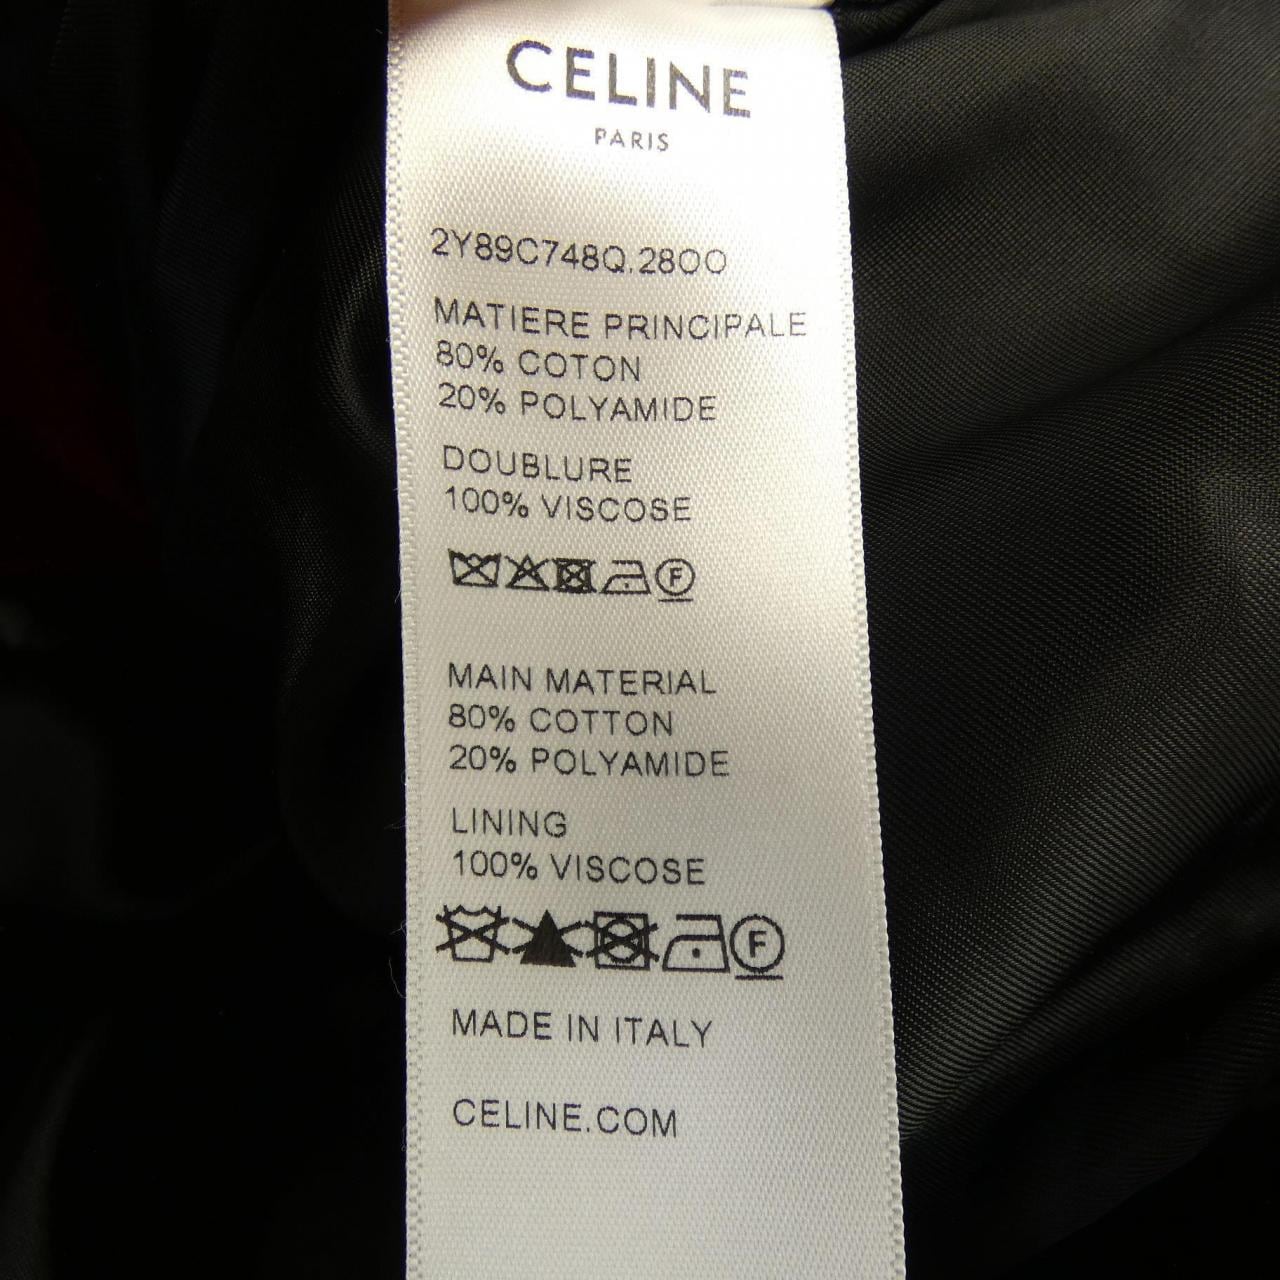 CELINE
PARIS
2Y89C748Q.28OO
MATIERE PRINCIPALE
80% COTON
20% POLYAMIDE
DOUBLURE
100% VISCOSE
F
MAIN MATERIAL
80% COTTON
20% POLYAMIDE
LINING
100% VISCOSE
F
MADE IN ITALY
CELINE.COM